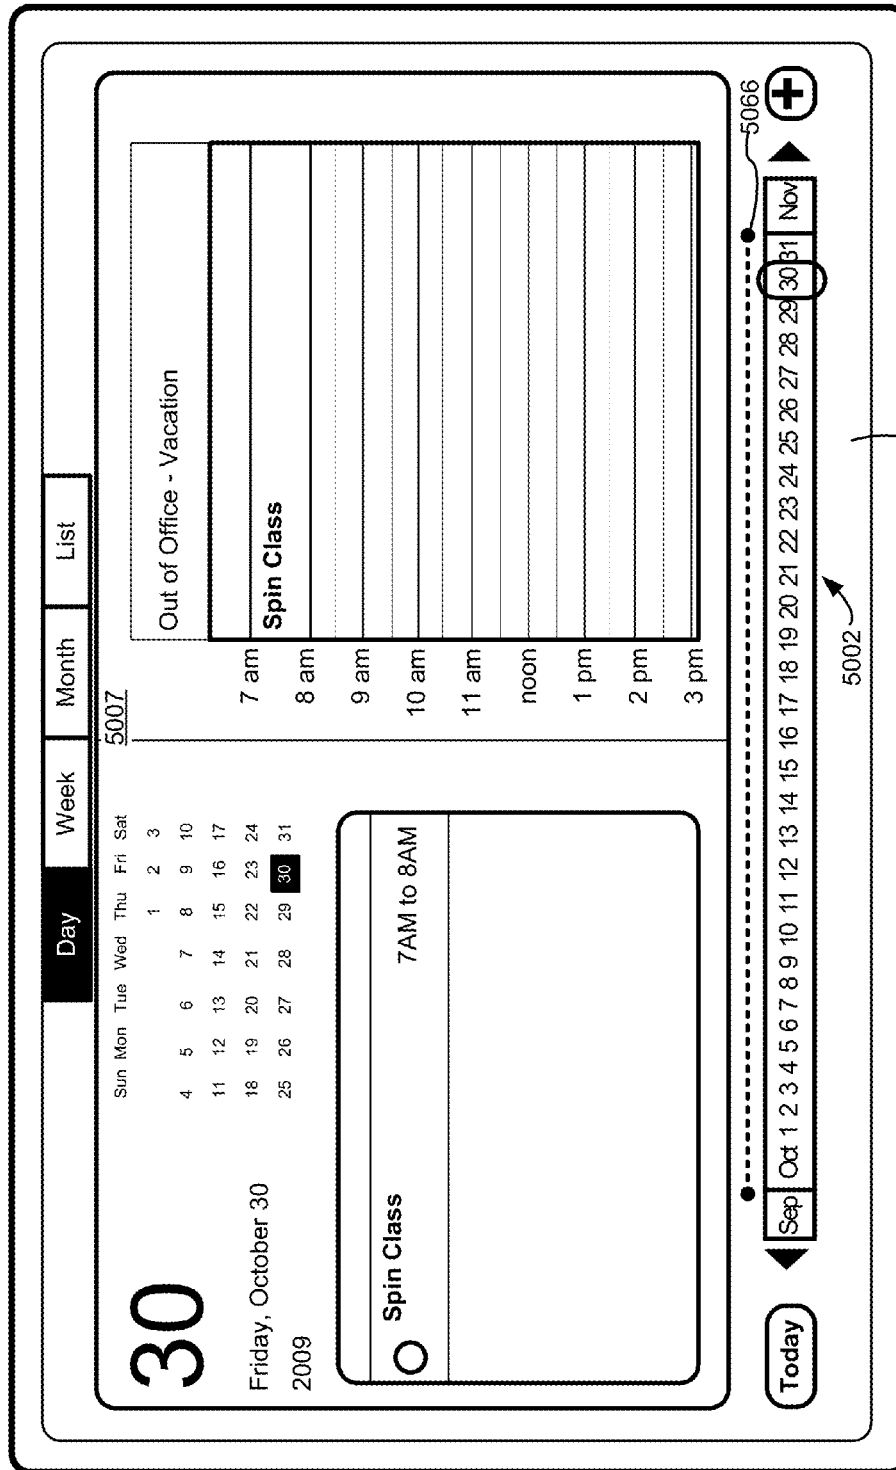 Day Week Month List
5007
30
Friday, October 30
2009
Sun Mon Tue Wed Thu Fri Sat
1 2 3
4 5 6 7 8 9 10
11 12 13 14 15 16 17
18 19 20 21 22 23 24
25 26 27 28 29 30 31
Spin Class 7AM to 8AM
Out of Office - Vacation
7 am
Spin Class
8 am
9 am
10 am
11 am
noon
1 pm
2 pm
3 pm
5066
Today Sep Oct 1 2 3 4 5 6 7 8 9 10 11 12 13 14 15 16 17 18 19 20 21 22 23 24 25 26 27 28 29 30 31 Nov +
5002